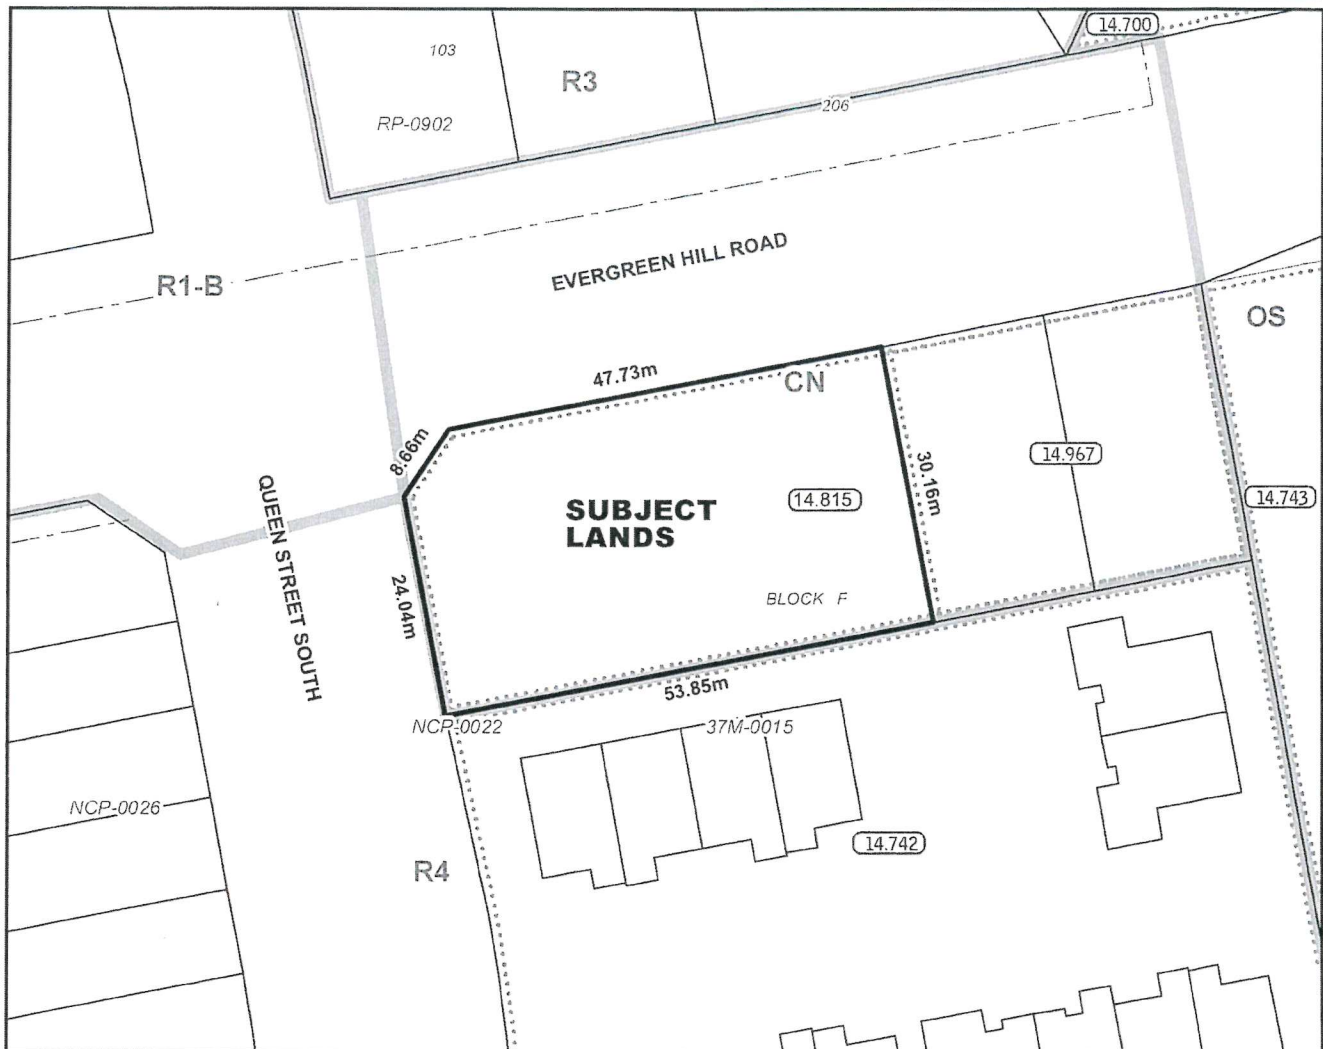 14.700
103
R3
206
RP-0902
EVERGREEN HILL ROAD
R1-B
OS
47.73m
CN
8.66m
14.967
30.16m
QUEEN STREET SOUTH
SUBJECT
LANDS
14.815
14.743
24.04m
BLOCK F
53.85m
NCP-0022
37M-0015
NCP-0026
14.742
R4